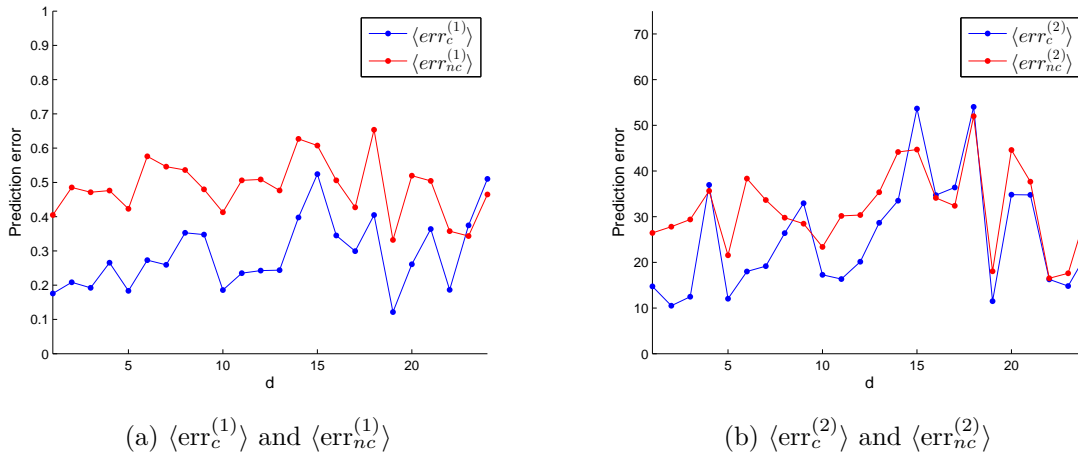 1
0.9
0.8
0.7
0.6
0.5
0.4
0.3
0.2
0.1
0
5 10 15 20
d
Prediction error
⟨err_c^(1)⟩
⟨err_nc^(1)⟩
(a) ⟨err_c^(1)⟩ and ⟨err_nc^(1)⟩
70
60
50
40
30
20
10
0
5 10 15 20
d
Prediction error
⟨err_c^(2)⟩
⟨err_nc^(2)⟩
(b) ⟨err_c^(2)⟩ and ⟨err_nc^(2)⟩